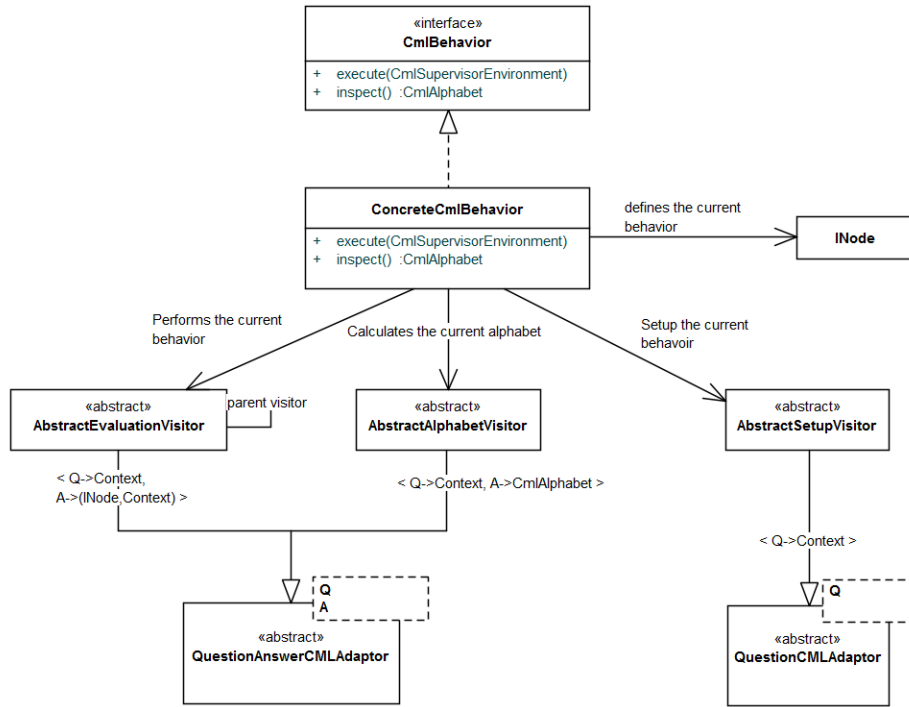 «interface»
CmlBehavior
+ execute(CmlSupervisorEnvironment)
+ inspect() :CmlAlphabet
ConcreteCmlBehavior
+ execute(CmlSupervisorEnvironment)
+ inspect() :CmlAlphabet
defines the current
behavior
INode
Performs the current
behavior
Calculates the current alphabet
Setup the current
behavoir
«abstract»
AbstractEvaluationVisitor
parent visitor
«abstract»
AbstractAlphabetVisitor
«abstract»
AbstractSetupVisitor
< Q->Context,
A->(INode,Context) >
< Q->Context, A->CmlAlphabet >
< Q->Context >
Q
A
«abstract»
QuestionAnswerCMLAdaptor
Q
«abstract»
QuestionCMLAdaptor